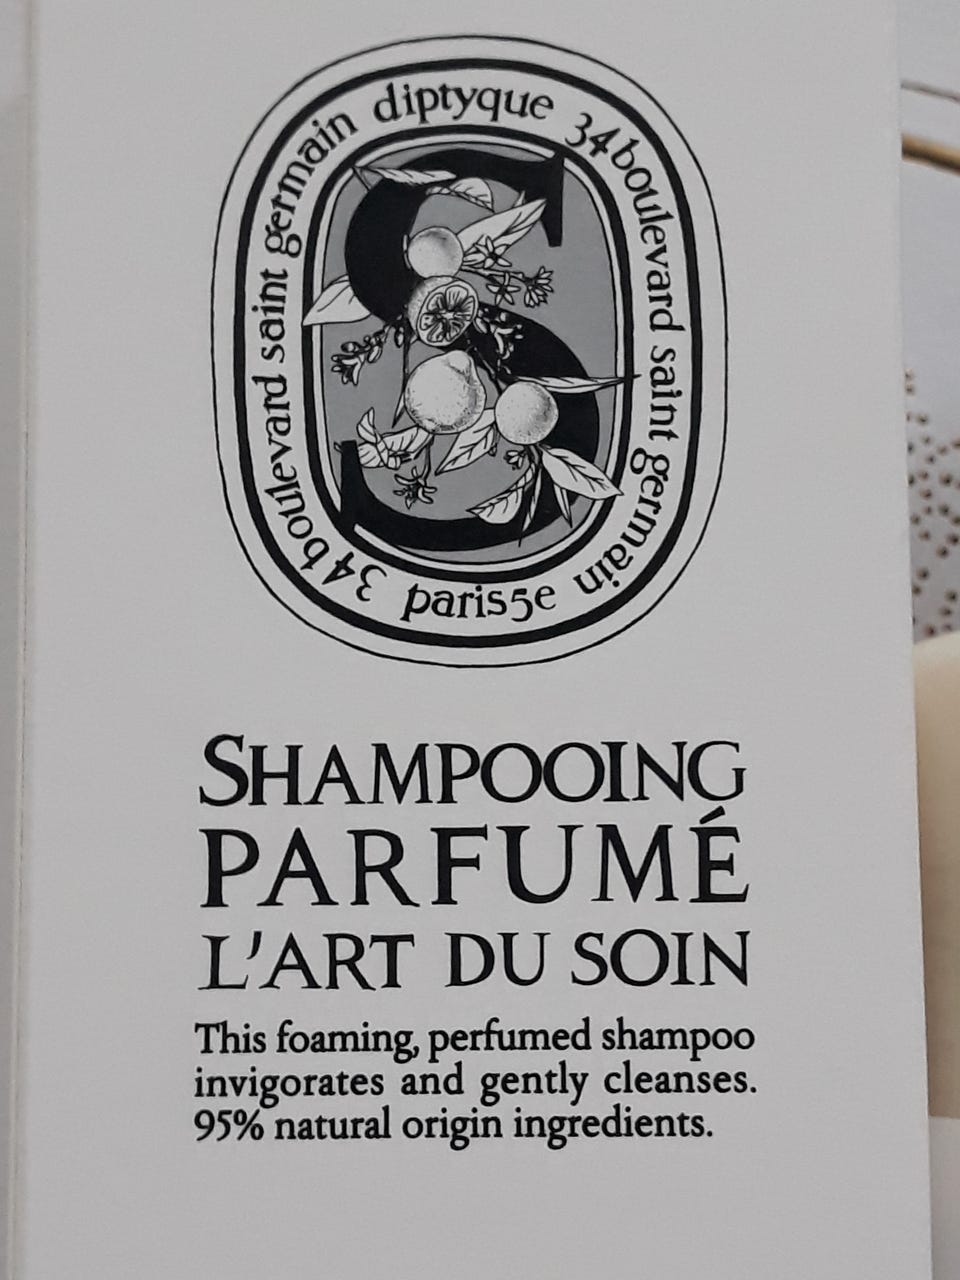 diptyque
34 boulevard saint germain
paris 5e
34 boulevard saint germain
S
SHAMPOOING
PARFUMÉ
L'ART DU SOIN
This foaming, perfumed shampoo
invigorates and gently cleanses.
95% natural origin ingredients.